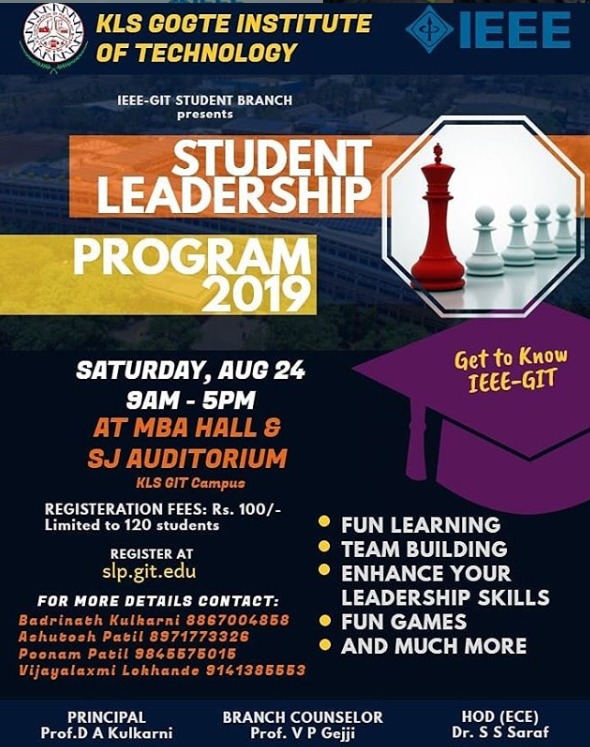 KLS GOGTE INSTITUTE
OF TECHNOLOGY
IEEE
IEEE-GIT STUDENT BRANCH
presents
STUDENT
LEADERSHIP
PROGRAM
2019
Get to Know
IEEE-GIT
SATURDAY, AUG 24
9AM - 5PM
AT MBA HALL &
SJ AUDITORIUM
KLS GIT Campus
REGISTERATION FEES: Rs. 100/-
Limited to 120 students
REGISTER AT
slp.git.edu
FOR MORE DETAILS CONTACT:
Badrinath Kulkarni 8867004858
Ashutosh Patil 8971773326
Poonam Patil 9845575015
Vijayalaxmi Lokhande 9141385553
FUN LEARNING
TEAM BUILDING
ENHANCE YOUR
LEADERSHIP SKILLS
FUN GAMES
AND MUCH MORE
PRINCIPAL
Prof.D A Kulkarni
BRANCH COUNSELOR
Prof. V P Gejji
HOD (ECE)
Dr. S S Saraf